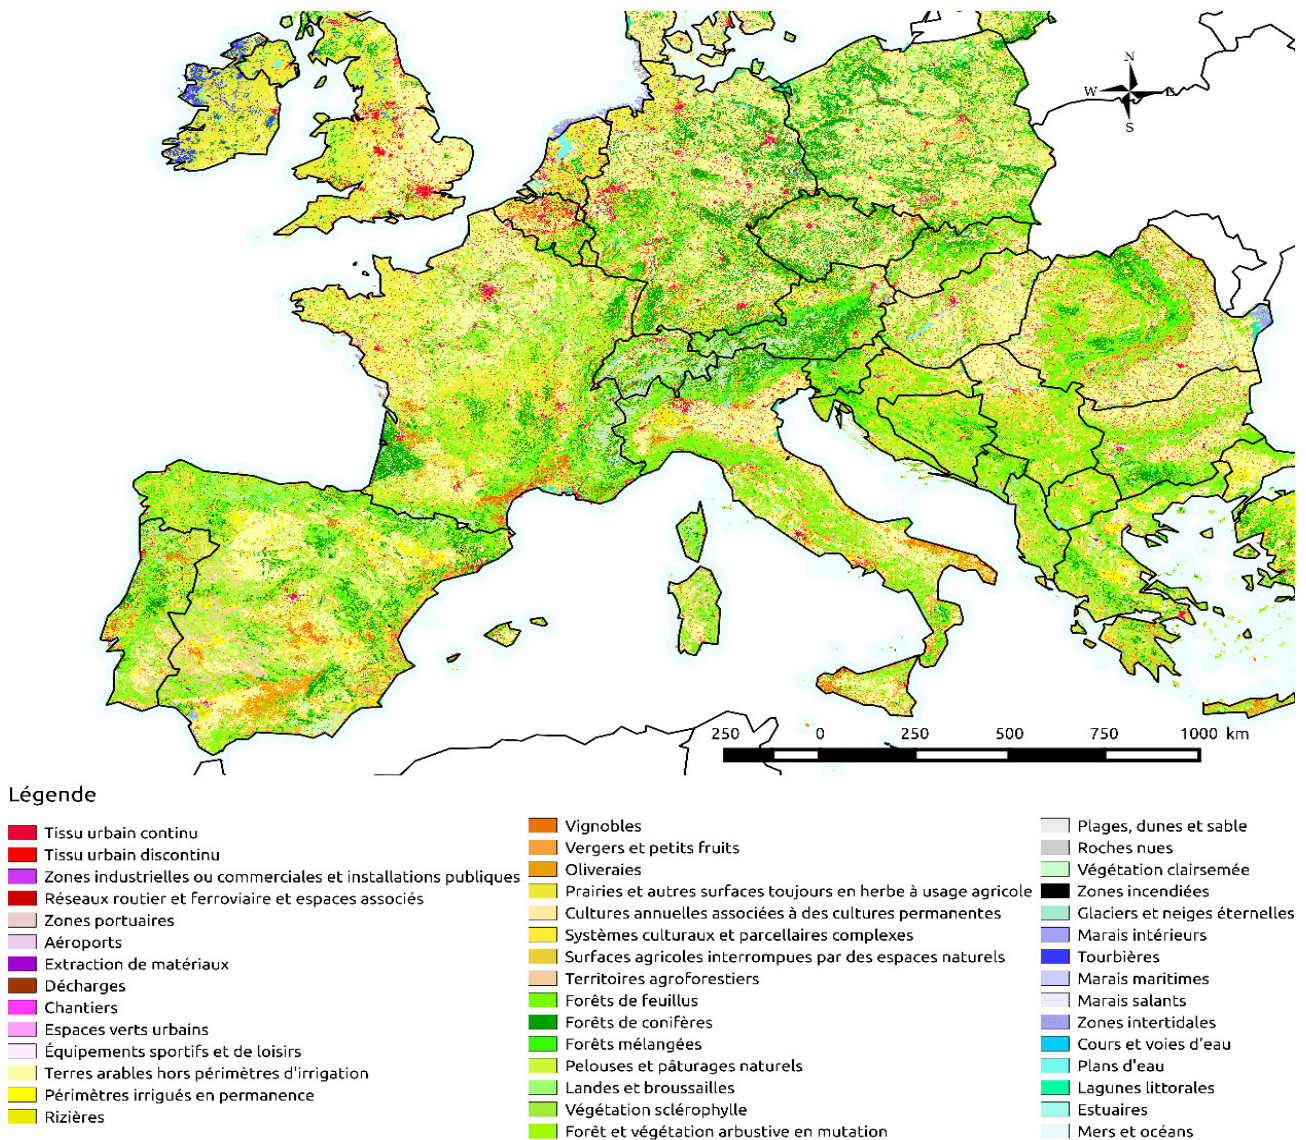 N
W
E
S
250 0 250 500 750 1000 km
Légende
Tissu urbain continu
Tissu urbain discontinu
Zones industrielles ou commerciales et installations publiques
Réseaux routier et ferroviaire et espaces associés
Zones portuaires
Aéroports
Extraction de matériaux
Décharges
Chantiers
Espaces verts urbains
Équipements sportifs et de loisirs
Terres arables hors périmètres d'irrigation
Périmètres irrigués en permanence
Rizières
Vignobles
Vergers et petits fruits
Oliveraies
Prairies et autres surfaces toujours en herbe à usage agricole
Cultures annuelles associées à des cultures permanentes
Systèmes culturaux et parcellaires complexes
Surfaces agricoles interrompues par des espaces naturels
Territoires agroforestiers
Forêts de feuillus
Forêts de conifères
Forêts mélangées
Pelouses et pâturages naturels
Landes et broussailles
Végétation sclérophylle
Forêt et végétation arbustive en mutation
Plages, dunes et sable
Roches nues
Végétation clairsemée
Zones incendiées
Glaciers et neiges éternelles
Marais intérieurs
Tourbières
Marais maritimes
Marais salants
Zones intertidales
Cours et voies d'eau
Plans d'eau
Lagunes littorales
Estuaires
Mers et océans